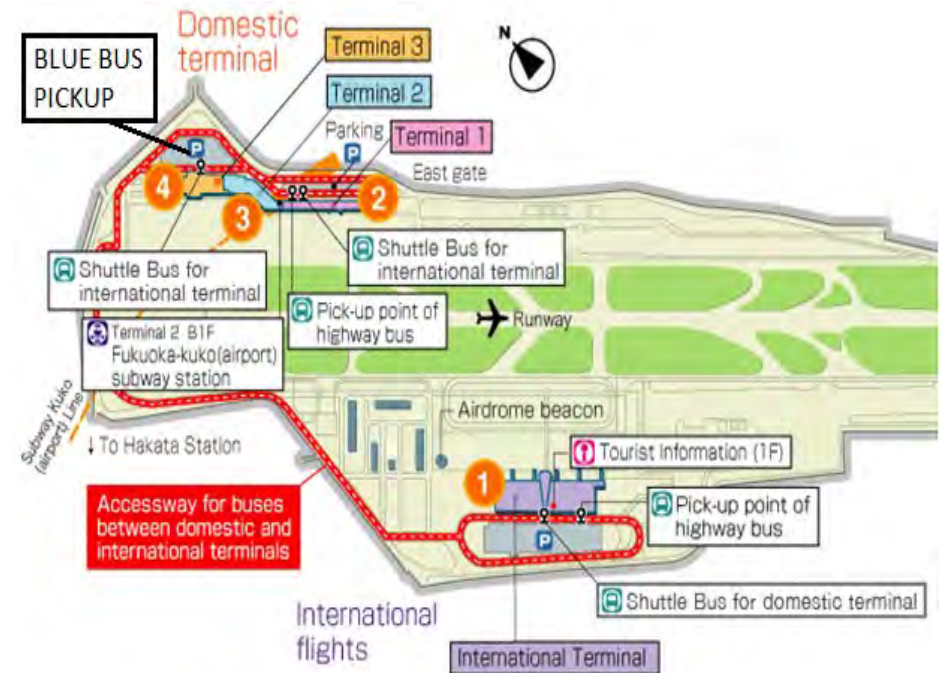 BLUE BUS
PICKUP
Domestic
terminal
Terminal 3
Terminal 2
Terminal 1
N
P
Parking
P
East gate
4
3
2
Shuttle Bus for
international terminal
Shuttle Bus for
international terminal
Pick-up point of
highway bus
Terminal 2 B1F
Fukuoka-kuko(airport)
subway station
Runway
Subway Kuko
(airport) Line
↓ To Hakata Station
Airdrome beacon
Tourist Information (1F)
1
Pick-up point of
highway bus
Accessway for buses
between domestic and
international terminals
P
Shuttle Bus for domestic terminal
International
flights
International Terminal